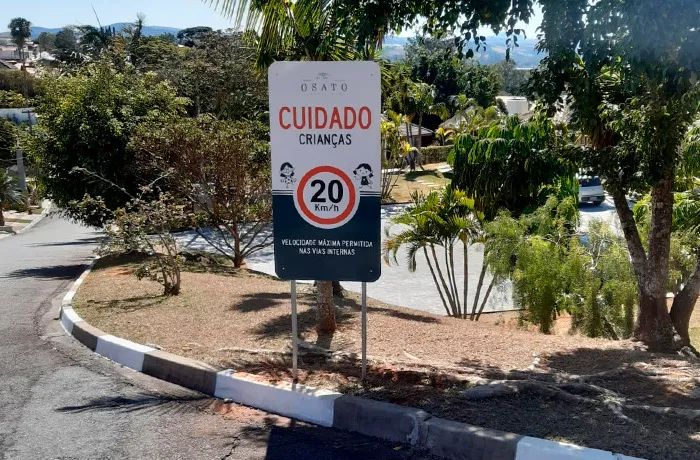 OSATO
CUIDADO
CRIANÇAS
20
Km/h
VELOCIDADE MÁXIMA PERMITIDA
NAS VIAS INTERNAS